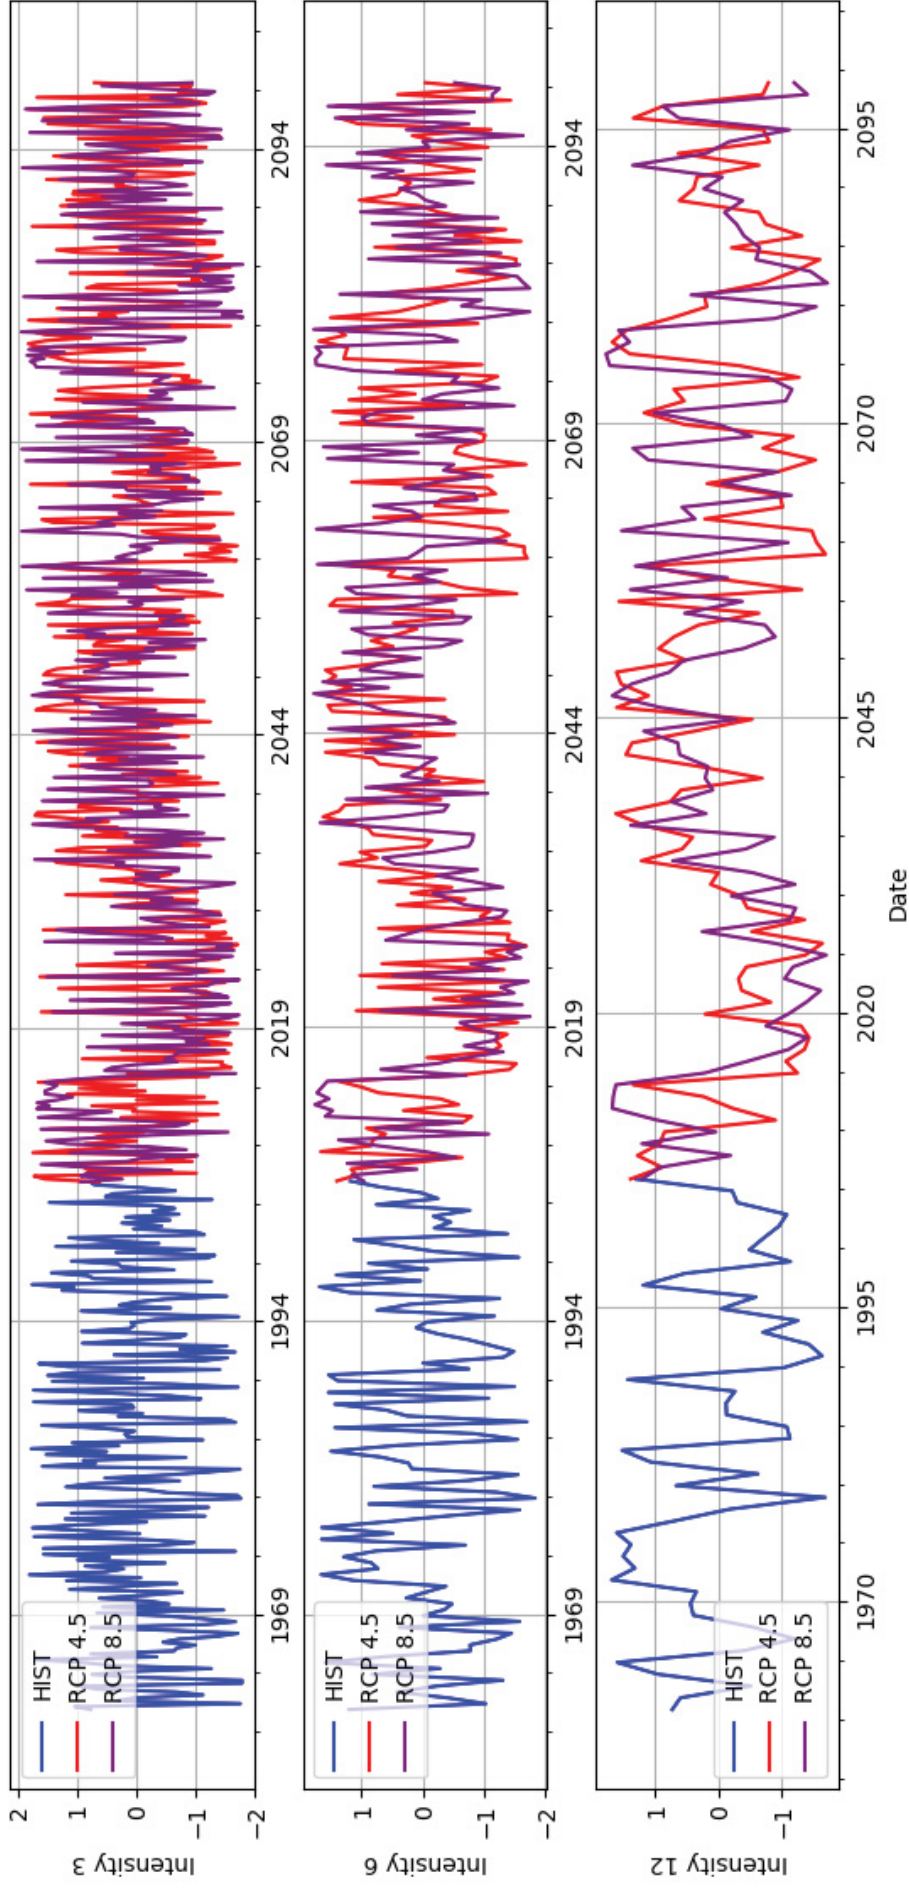 2
1
0
−1
−2
Intensity 3
HIST
RCP 4.5
RCP 8.5
1969
1994
2019
2044
2069
2094
1
0
−1
−2
Intensity 6
HIST
RCP 4.5
RCP 8.5
1969
1994
2019
2044
2069
2094
1
0
−1
Intensity 12
HIST
RCP 4.5
RCP 8.5
1970
1995
2020
2045
2070
2095
Date